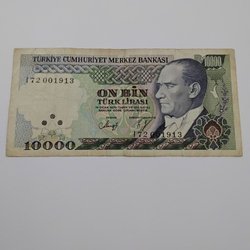 TÜRKİYE CUMHURİYET MERKEZ BANKASI
10000
I72 001913
ON BİN
TÜRK LİRASI
I72 001913
10000